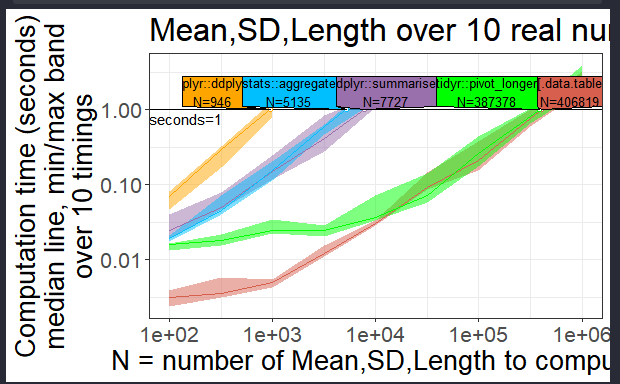 Mean,SD,Length over 10 real nu
Computation time (seconds)
median line, min/max band
over 10 timings
plyr::ddply
N=946
stats::aggregate
N=5135
dplyr::summarise
N=7727
tidyr::pivot_longer
N=387378
[.data.table
N=406819
seconds=1
1.00
0.10
0.01
1e+02 1e+03 1e+04 1e+05 1e+06
N = number of Mean,SD,Length to compu